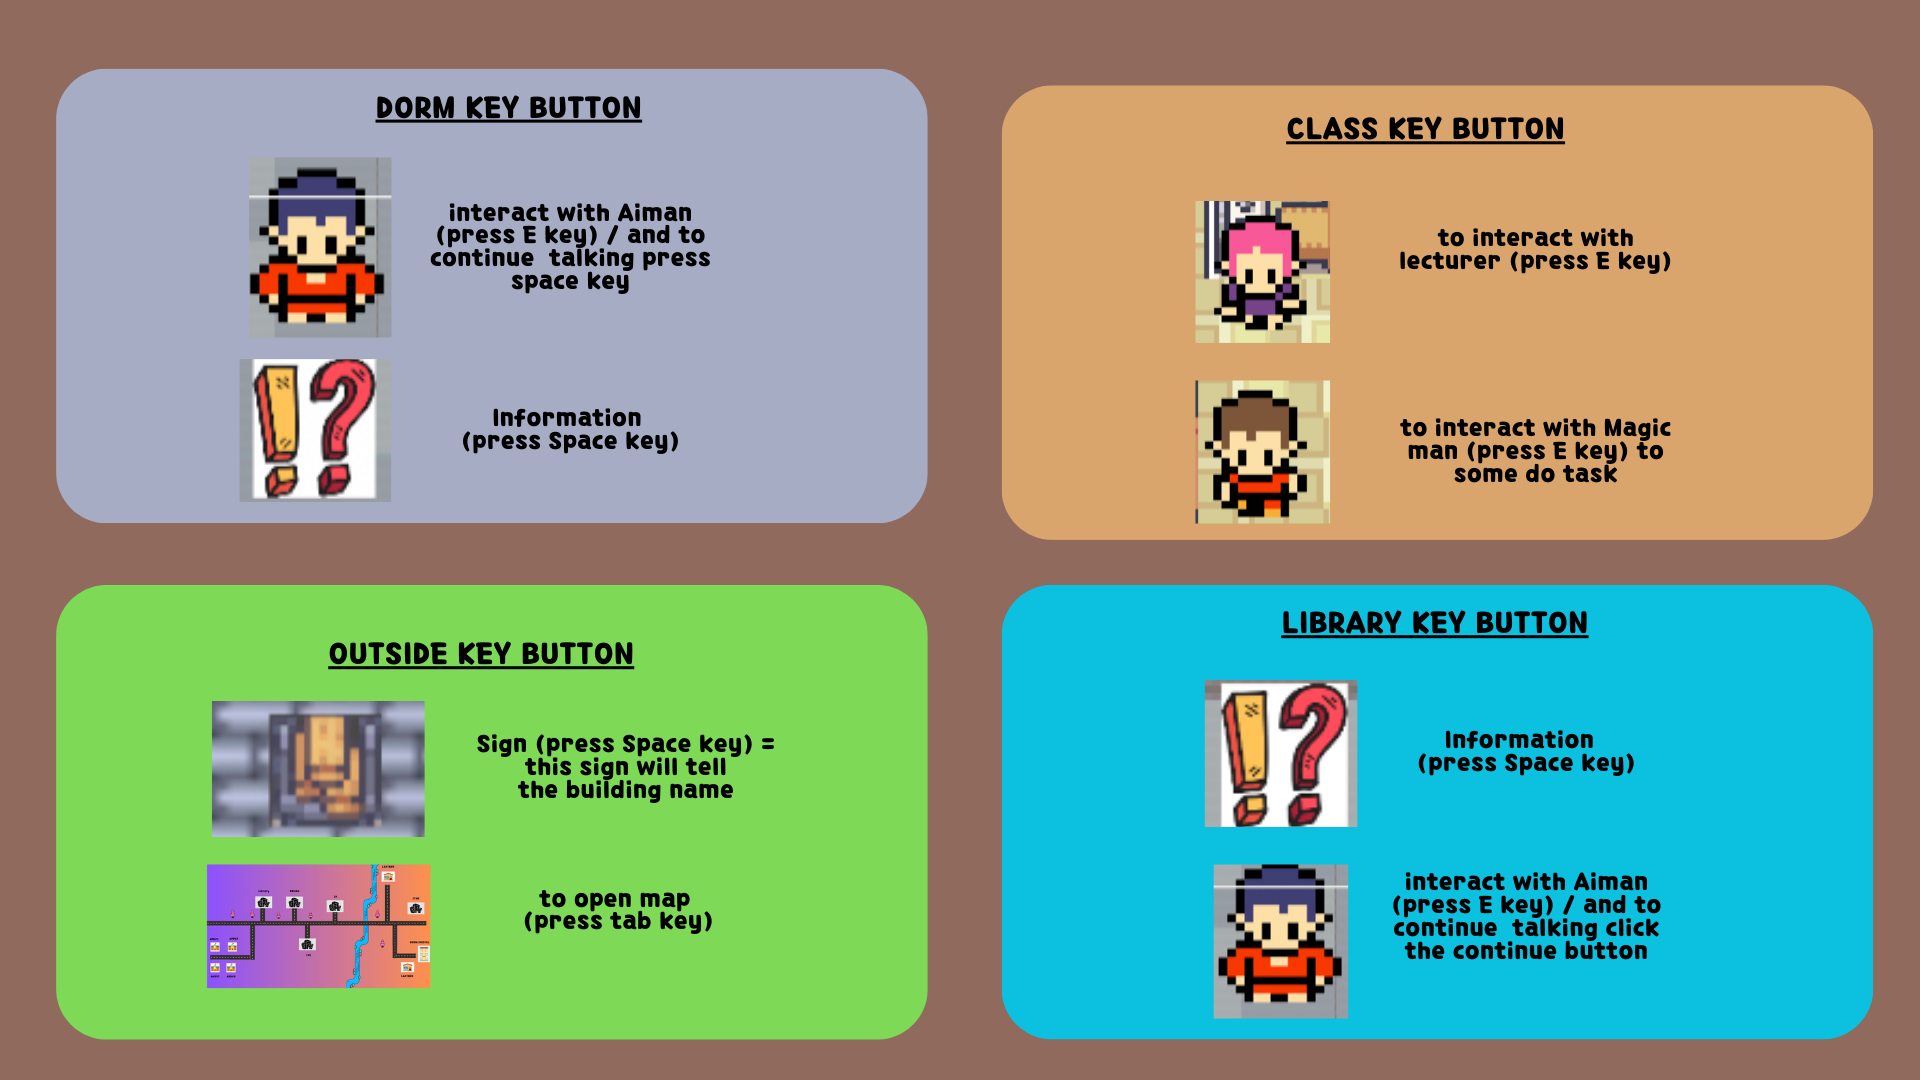 DORM KEY BUTTON
interact with Aiman
(press E key) / and to
continue  talking press
space key
Information
(press Space key)
CLASS KEY BUTTON
to interact with
lecturer (press E key)
to interact with Magic
man (press E key) to
some do task
OUTSIDE KEY BUTTON
Sign (press Space key) =
this sign will tell
the building name
to open map
(press tab key)
LIBRARY KEY BUTTON
Information
(press Space key)
interact with Aiman
(press E key) / and to
continue  talking click
the continue button